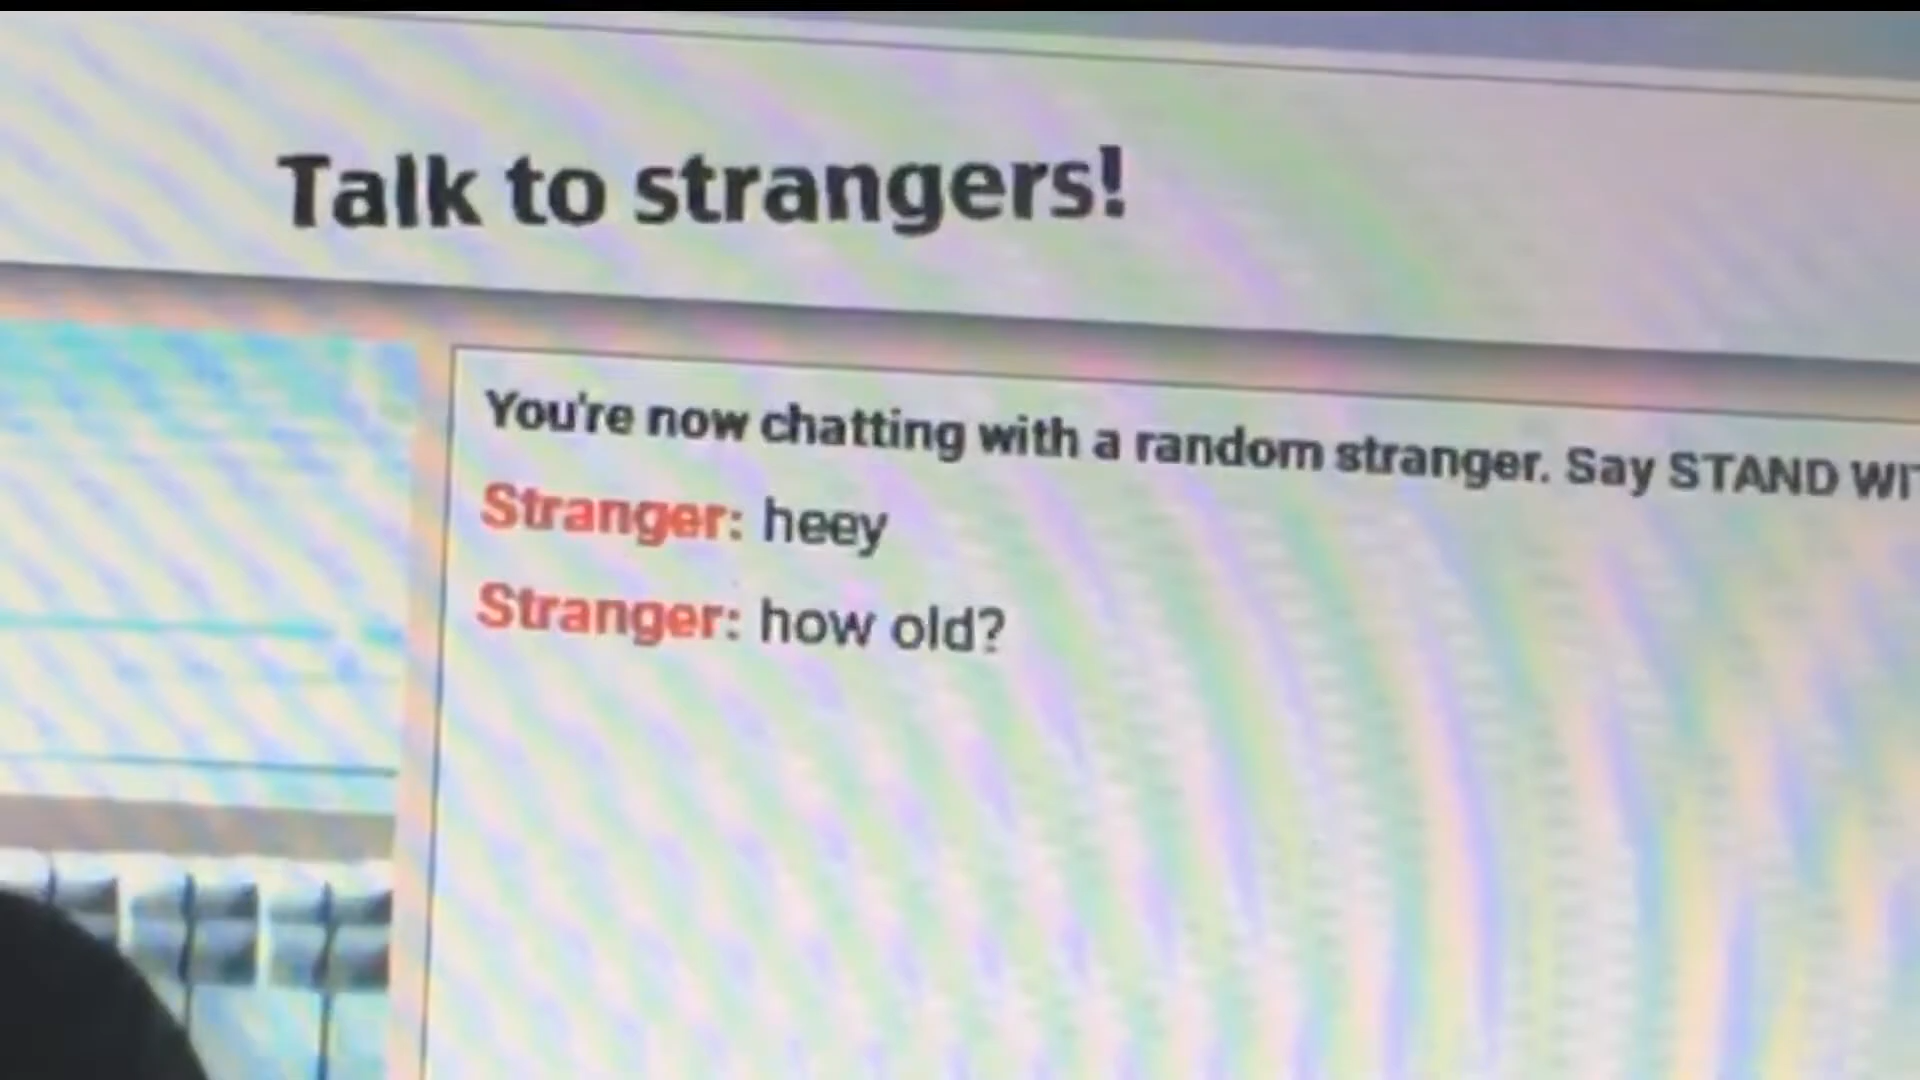 Talk to strangers!
You're now chatting with a random stranger. Say STAND
Stranger: heey
Stranger: how old?